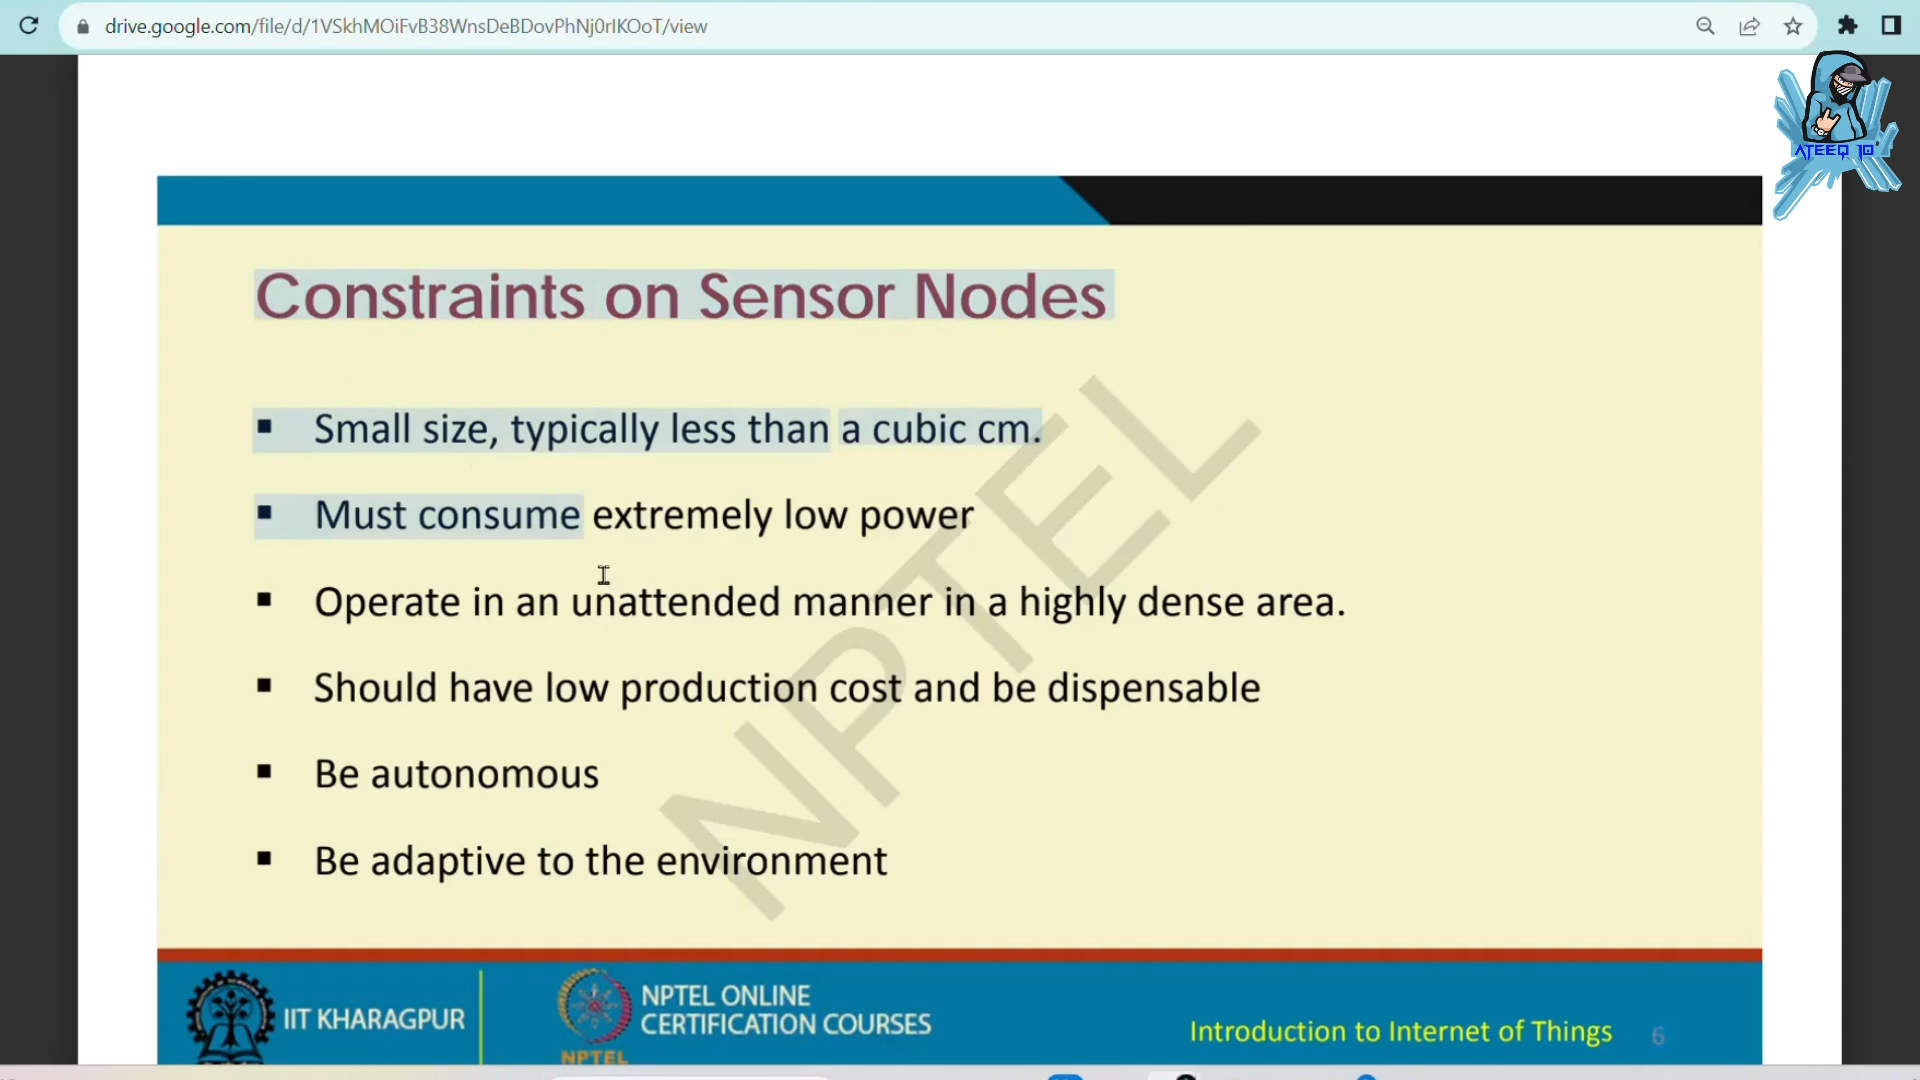 drive.google.com/file/d/1VSkhMOiFvB38WnsDeBDovPhNj0rIKOoT/view
ATEEQ 10
Constraints on Sensor Nodes
▪ Small size, typically less than a cubic cm.
▪ Must consume extremely low power
▪ Operate in an unattended manner in a highly dense area.
▪ Should have low production cost and be dispensable
▪ Be autonomous
▪ Be adaptive to the environment
NPTEL
IIT KHARAGPUR
NPTEL ONLINE
CERTIFICATION COURSES
NPTEL
Introduction to Internet of Things 6